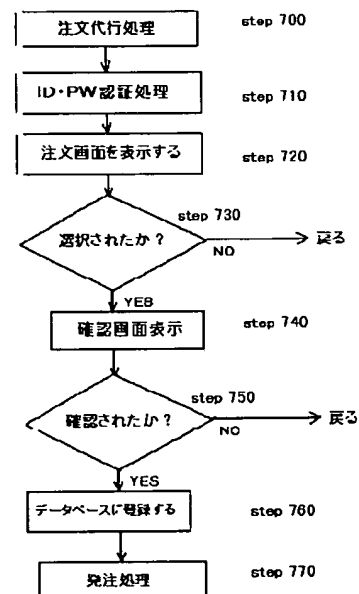 注文代行処理 step 700
ID・PW認証処理 step 710
注文画面を表示する step 720
step 730
選択されたか？
NO
戻る
YES
確認画面表示 step 740
step 750
確認されたか？
NO
戻る
YES
データベースに登録する step 760
発注処理 step 770